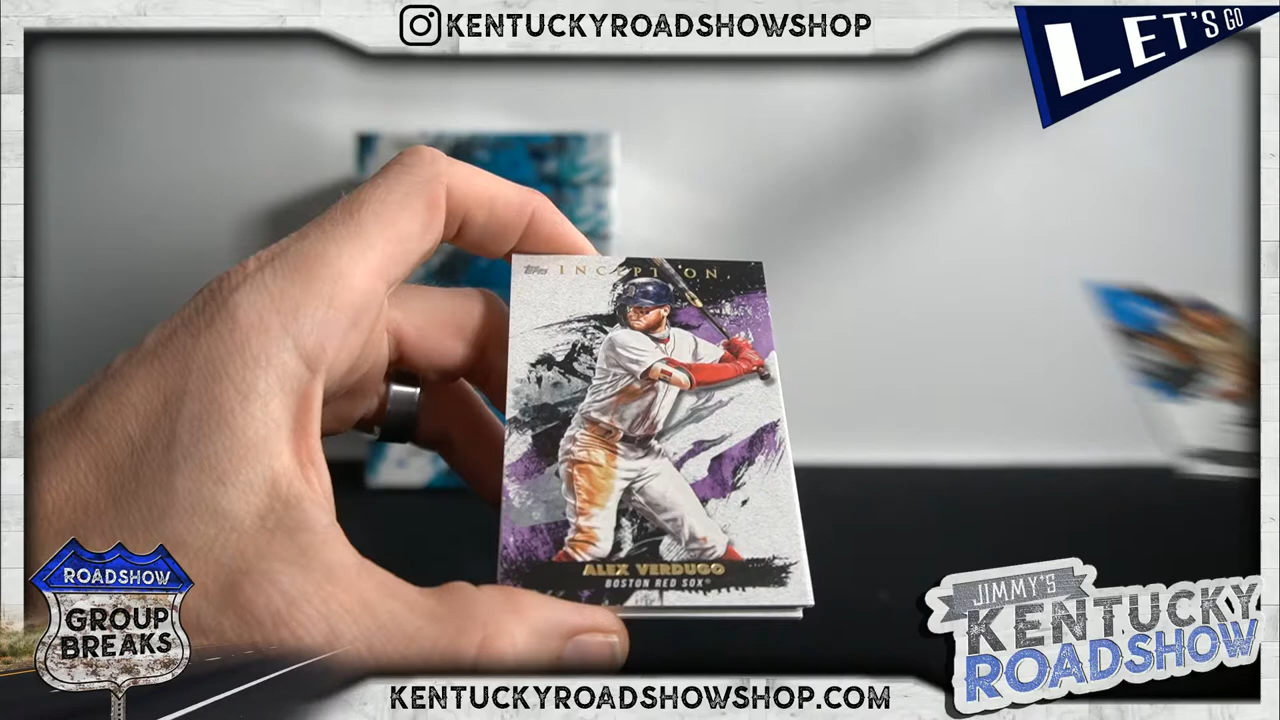 KENTUCKYROADSHOWSHOP
LET'S GO
Topps INCEPTION
ALEX VERDUGO
BOSTON RED SOX
ROADSHOW
GROUP
BREAKS
JIMMY'S
KENTUCKY
ROADSHOW
KENTUCKYROADSHOWSHOP.COM